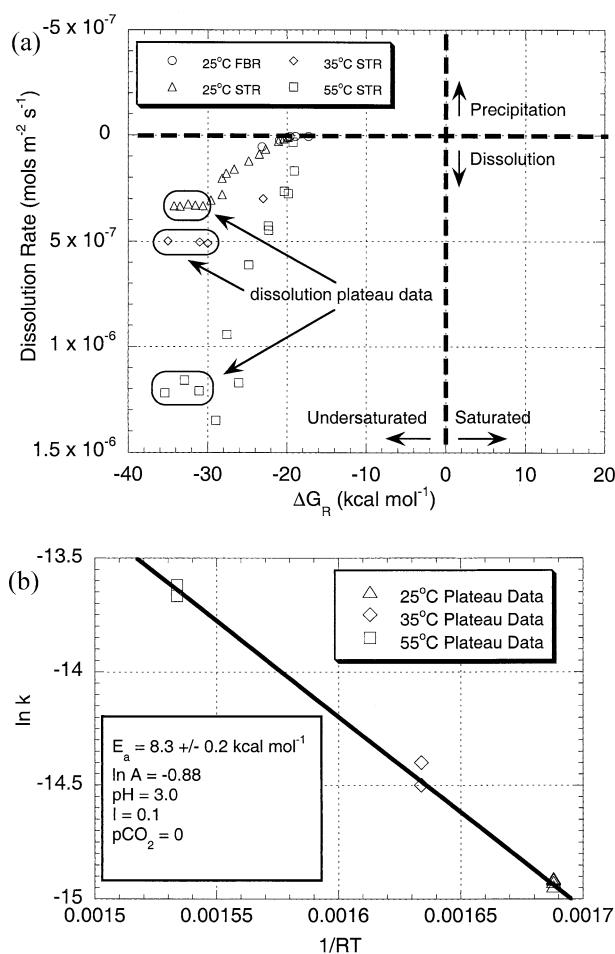 (a)
-5 x 10⁻⁷
0
5 x 10⁻⁷
1 x 10⁻⁶
1.5 x 10⁻⁶
Dissolution Rate (mols m⁻² s⁻¹)
25°C FBR
35°C STR
25°C STR
55°C STR
Precipitation
Dissolution
dissolution plateau data
Undersaturated
Saturated
-40
-30
-20
-10
0
10
20
ΔG_R (kcal mol⁻¹)
(b)
-13.5
-14
-14.5
-15
ln k
25°C Plateau Data
35°C Plateau Data
55°C Plateau Data
E_a = 8.3 +/- 0.2 kcal mol⁻¹
ln A = -0.88
pH = 3.0
I = 0.1
pCO₂ = 0
0.0015
0.00155
0.0016
0.00165
0.0017
1/RT